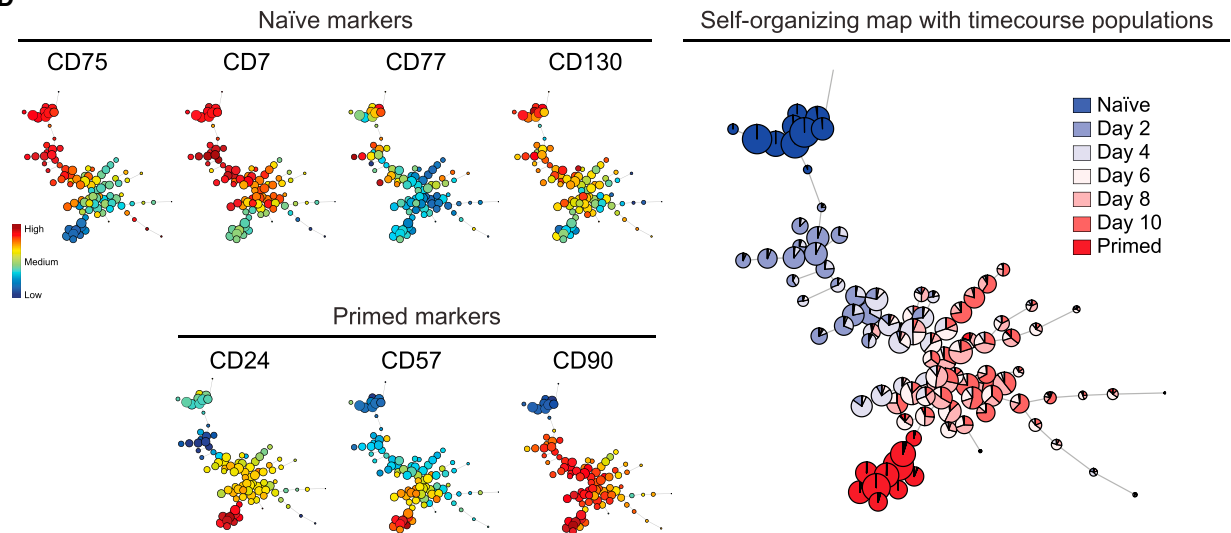 D
Naïve markers
CD75 CD7 CD77 CD130
High
Medium
Low
Primed markers
CD24 CD57 CD90
Self-organizing map with timecourse populations
Naïve
Day 2
Day 4
Day 6
Day 8
Day 10
Primed